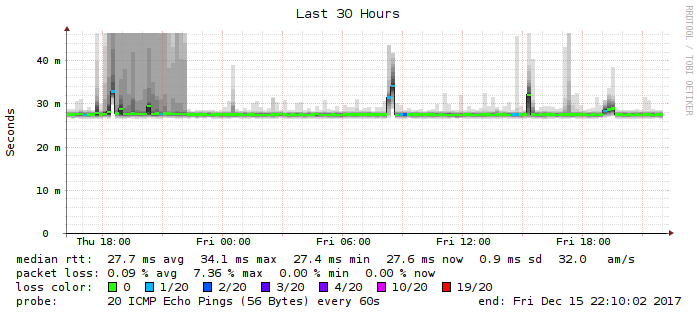 Last 30 Hours
RRDTOOL / TOBI OETIKER
Seconds
40 m
30 m
20 m
10 m
0
Thu 18:00 Fri 00:00 Fri 06:00 Fri 12:00 Fri 18:00
median rtt: 27.7 ms avg 34.1 ms max 27.4 ms min 27.6 ms now 0.9 ms sd 32.0 am/s
packet loss: 0.09 % avg 7.36 % max 0.00 % min 0.00 % now
loss color: 0 1/20 2/20 3/20 4/20 10/20 19/20
probe: 20 ICMP Echo Pings (56 Bytes) every 60s end: Fri Dec 15 22:10:02 2017